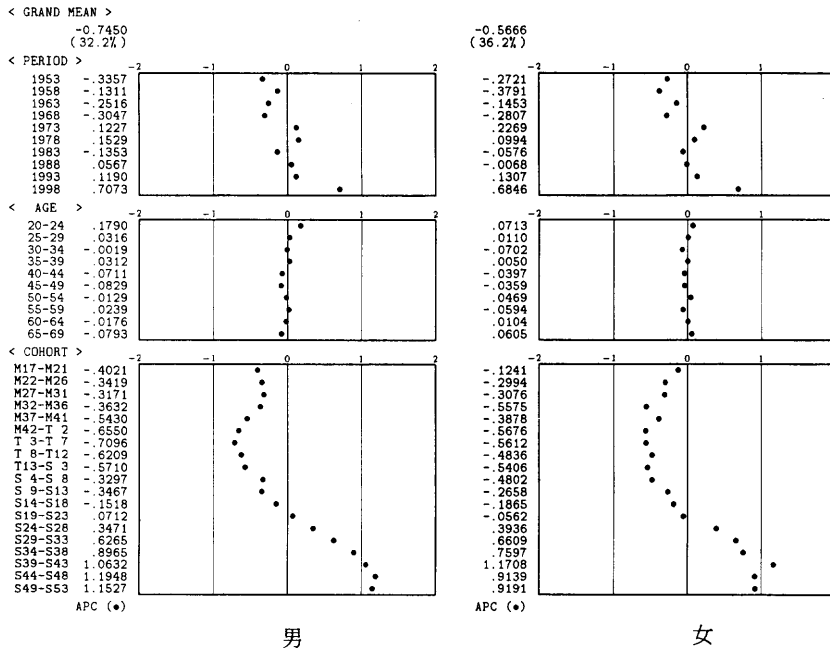 < GRAND MEAN >
-0.7450 -0.5666
(32.2%) (36.2%)
< PERIOD >
-2 -1 0 1 2 -2 -1 0 1 2
1953 -.3357 -.2721
1958 -.1311 -.3791
1963 -.2516 -.1453
1968 -.3047 -.2807
1973 .1227 .2269
1978 .1529 .0994
1983 -.1353 -.0576
1988 .0567 -.0068
1993 .1190 .1307
1998 .7073 .6846
< AGE >
-2 -1 0 1 2 -2 -1 0 1 2
20-24 .1790 .0713
25-29 .0316 .0110
30-34 -.0019 -.0702
35-39 .0312 .0050
40-44 -.0711 -.0397
45-49 -.0829 -.0359
50-54 -.0129 .0469
55-59 .0239 -.0594
60-64 -.0176 .0104
65-69 -.0793 .0605
< COHORT >
-2 -1 0 1 2 -2 -1 0 1 2
M17-M21 -.4021 -.1241
M22-M26 -.3419 -.2994
M27-M31 -.3171 -.3076
M32-M36 -.3632 -.5575
M37-M41 -.5430 -.3878
M42-T 2 -.6550 -.5676
T 3-T 7 -.7096 -.5612
T 8-T12 -.6209 -.4836
T13-S 3 -.5710 -.5406
S 4-S 8 -.3297 -.4802
S 9-S13 -.3467 -.2658
S14-S18 -.1518 -.1865
S19-S23 .0712 -.0562
S24-S28 .3471 .3936
S29-S33 .6265 .6609
S34-S38 .8965 .7597
S39-S43 1.0632 1.1708
S44-S48 1.1948 .9139
S49-S53 1.1527 .9191
APC (●) APC (●)
男 女